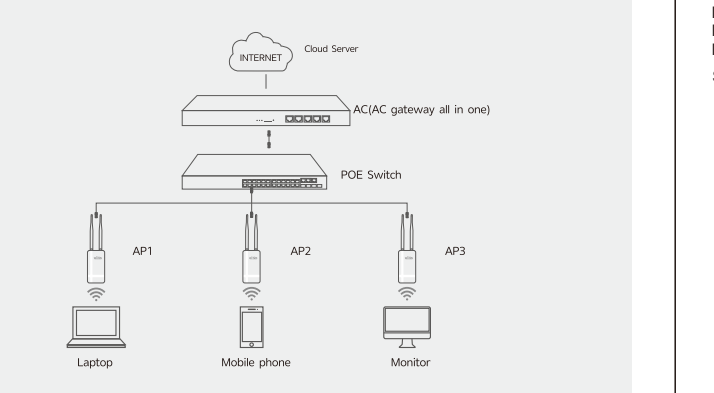 INTERNET
Cloud Server
AC(AC gateway all in one)
POE Switch
AP1
AP2
AP3
Laptop
Mobile phone
Monitor